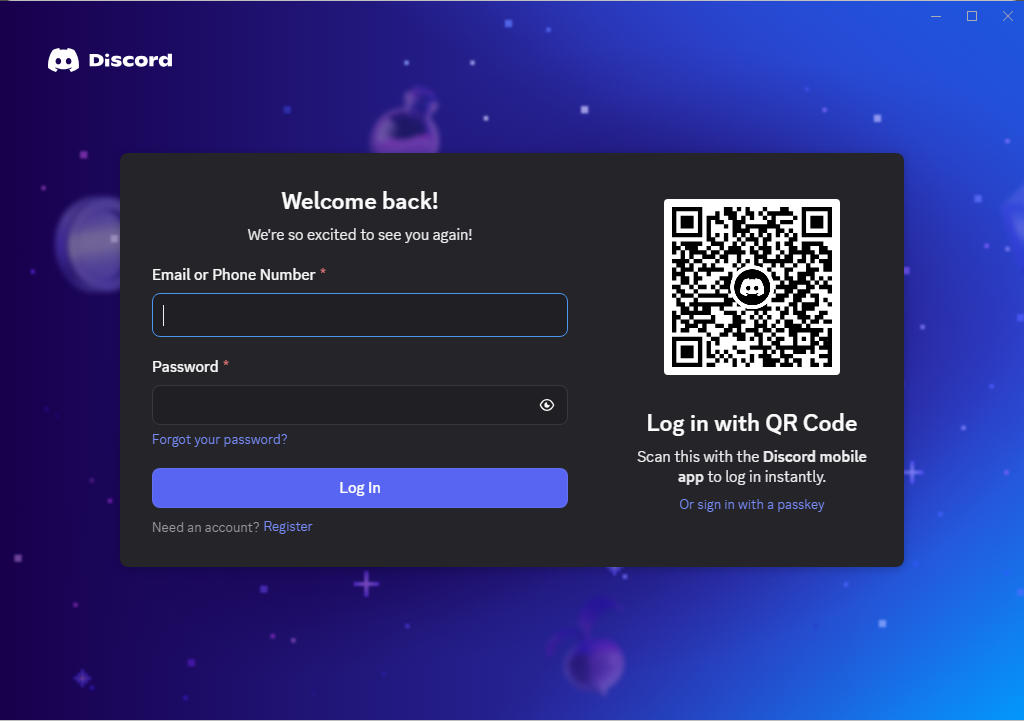 Discord
Welcome back!
We're so excited to see you again!
Email or Phone Number *
Password *
Forgot your password?
Log In
Need an account? Register
Log in with QR Code
Scan this with the Discord mobile
app to log in instantly.
Or sign in with a passkey